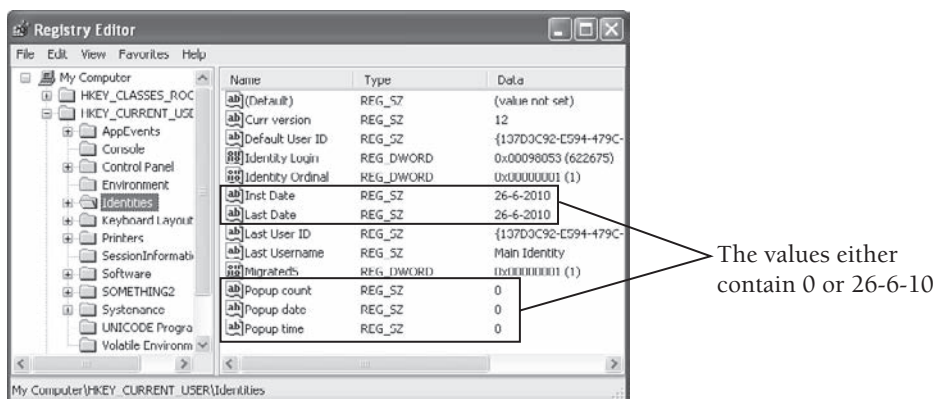 Registry Editor
File Edit View Favorites Help
My Computer
HKEY_CLASSES_ROC
HKEY_CURRENT_USE
AppEvents
Console
Control Panel
Environment
Identities
Keyboard Layout
Printers
SessionInformati
Software
SOMETHING2
Systenance
UNICODE Progra
Volatile Environm
Name Type Data
(Default) REG_SZ (value not set)
Curr version REG_SZ 12
Default User ID REG_SZ {137D3C92-E594-479C-
Identity Login REG_DWORD 0x00098053 (622675)
Identity Ordinal REG_DWORD 0x00000001 (1)
Inst Date REG_SZ 26-6-2010
Last Date REG_SZ 26-6-2010
Last User ID REG_SZ {137D3C92-E594-479C-
Last Username REG_SZ Main Identity
Migrated5 REG_DWORD 0x00000001 (1)
Popup count REG_SZ 0
Popup date REG_SZ 0
Popup time REG_SZ 0
My Computer\HKEY_CURRENT_USER\Identities
The values either
contain 0 or 26-6-10